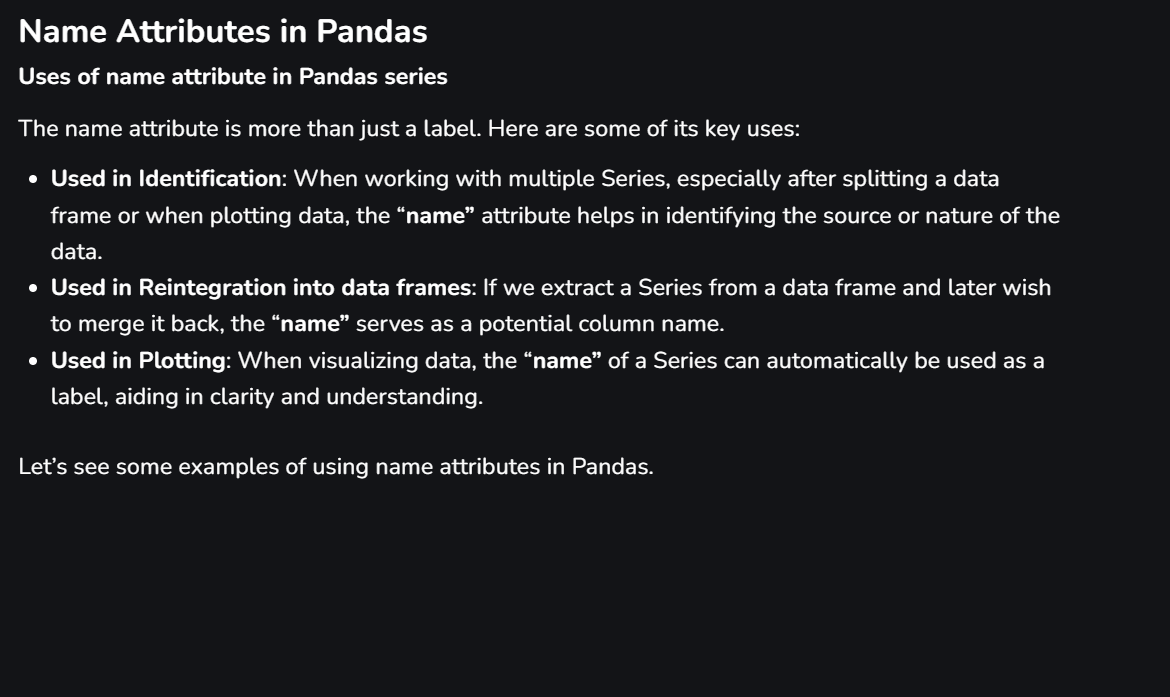 Name Attributes in Pandas
Uses of name attribute in Pandas series
The name attribute is more than just a label. Here are some of its key uses:
• Used in Identification: When working with multiple Series, especially after splitting a data
frame or when plotting data, the “name” attribute helps in identifying the source or nature of the
data.
• Used in Reintegration into data frames: If we extract a Series from a data frame and later wish
to merge it back, the “name” serves as a potential column name.
• Used in Plotting: When visualizing data, the “name” of a Series can automatically be used as a
label, aiding in clarity and understanding.
Let’s see some examples of using name attributes in Pandas.